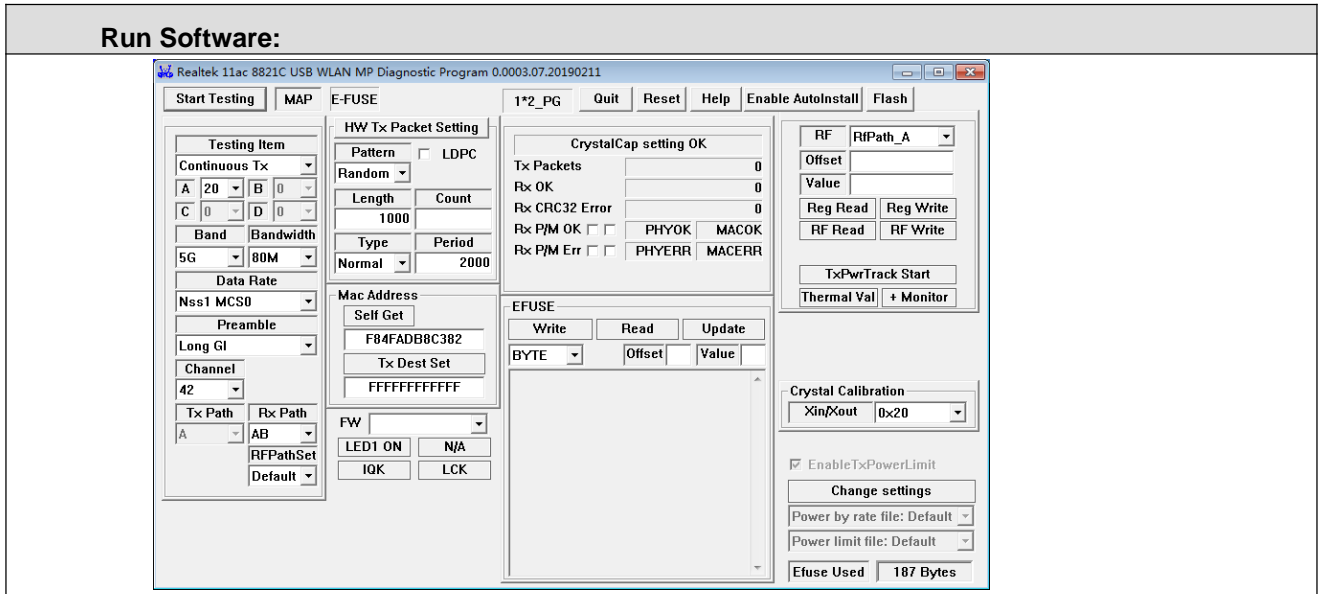 Run Software:
Realtek 11ac 8821C USB WLAN MP Diagnostic Program 0.0003.07.20190211
Start Testing MAP E-FUSE 1*2_PG Quit Reset Help Enable AutoInstall Flash
Testing Item
Continuous Tx
A 20 B 0
C 0 D 0
Band Bandwidth
5G 80M
Data Rate
Nss1 MCS0
Preamble
Long GI
Channel
42
Tx Path Rx Path
A AB
RFPathSet
Default
HW Tx Packet Setting
Pattern LDPC
Random
Length Count
1000
Type Period
Normal 2000
Mac Address
Self Get
F84FADB8C382
Tx Dest Set
FFFFFFFFFFFF
FW
LED1 ON N/A
IQK LCK
CrystalCap setting OK
Tx Packets 0
Rx OK 0
Rx CRC32 Error 0
Rx P/M OK PHYOK MACOK
Rx P/M Err PHYERR MACERR
EFUSE
Write Read Update
BYTE Offset Value
RF RfPath_A
Offset
Value
Reg Read Reg Write
RF Read RF Write
TxPwrTrack Start
Thermal Val + Monitor
Crystal Calibration
Xin/Xout 0x20
EnableTxPowerLimit
Change settings
Power by rate file: Default
Power limit file: Default
Efuse Used 187 Bytes